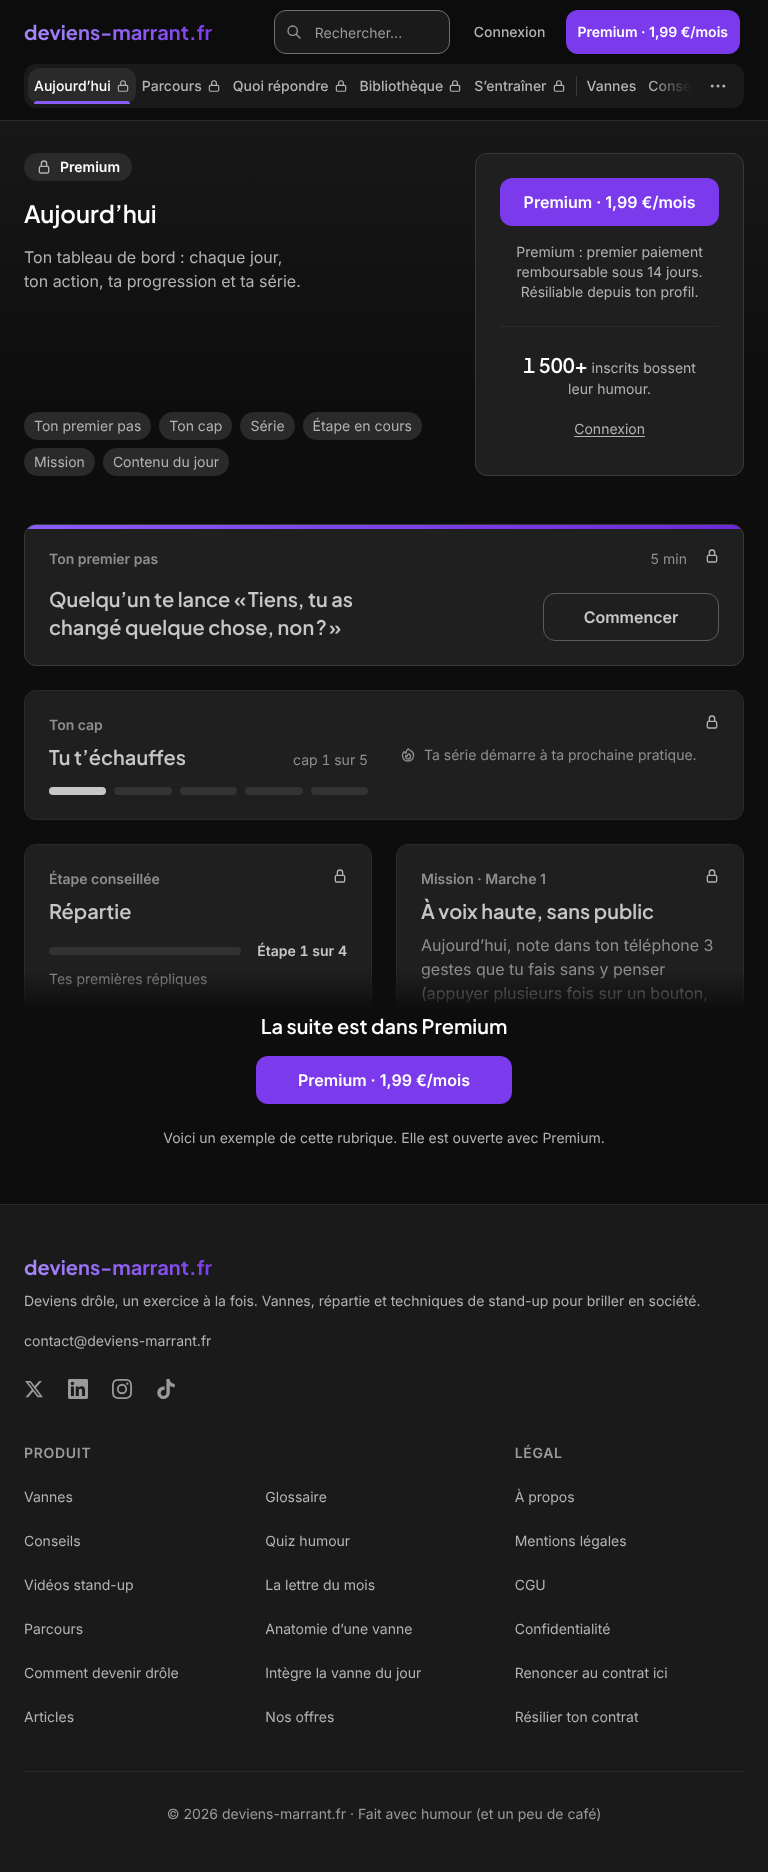 deviens-marrant.fr
Rechercher...
Connexion
Premium · 1,99 €/mois
Aujourd’hui
Parcours
Quoi répondre
Bibliothèque
S’entraîner
Vannes
Premium
Aujourd’hui
Ton tableau de bord : chaque jour,
ton action, ta progression et ta série.
Ton premier pas
Ton cap
Série
Étape en cours
Mission
Contenu du jour
Premium · 1,99 €/mois
Premium : premier paiement
remboursable sous 14 jours.
Résiliable depuis ton profil.
1 500+ inscrits bossent
leur humour.
Connexion
Ton premier pas
5 min
Quelqu’un te lance « Tiens, tu as
changé quelque chose, non ? »
Commencer
Ton cap
Tu t’échauffes
cap 1 sur 5
Ta série démarre à ta prochaine pratique.
Étape conseillée
Répartie
Étape 1 sur 4
Tes premières répliques
Mission · Marche 1
À voix haute, sans public
Aujourd’hui, note dans ton téléphone 3
gestes que tu fais sans y penser
(appuyer plusieurs fois sur un bouton,
La suite est dans Premium
Premium · 1,99 €/mois
Voici un exemple de cette rubrique. Elle est ouverte avec Premium.
deviens-marrant.fr
Deviens drôle, un exercice à la fois. Vannes, répartie et techniques de stand-up pour briller en société.
contact@deviens-marrant.fr
PRODUIT
Vannes
Conseils
Vidéos stand-up
Parcours
Comment devenir drôle
Articles
Glossaire
Quiz humour
La lettre du mois
Anatomie d’une vanne
Intègre la vanne du jour
Nos offres
LÉGAL
À propos
Mentions légales
CGU
Confidentialité
Renoncer au contrat ici
Résilier ton contrat
© 2026 deviens-marrant.fr · Fait avec humour (et un peu de café)